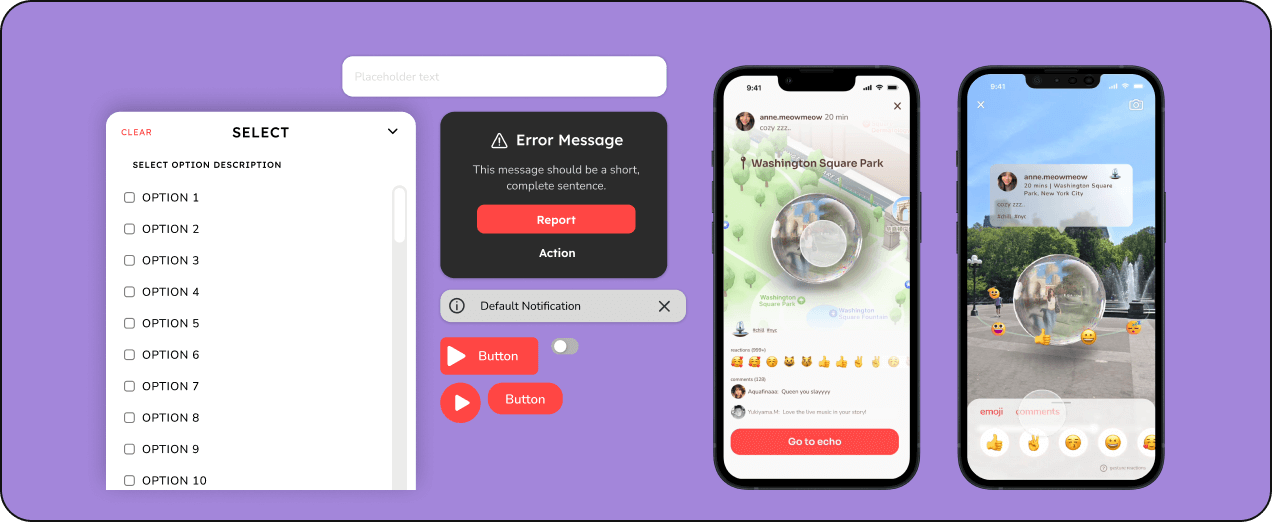 Placeholder text
CLEAR
SELECT
SELECT OPTION DESCRIPTION
OPTION 1
OPTION 2
OPTION 3
OPTION 4
OPTION 5
OPTION 6
OPTION 7
OPTION 8
OPTION 9
OPTION 10
Error Message
This message should be a short,
complete sentence.
Report
Action
Default Notification
Button
Button
9:41
anne.meowmeow 20 min
cozy zzz..
Washington Square Park
Washington
Square Park
Washington
Square Fountain
#chill #nyc
reactions (999+)
comments (128)
Aquafinaaz: Queen you slayyyy
Yukiyama.M: Love the live music in your story!
Go to echo
9:41
anne.meowmeow
20 mins | Washington Square
Park, New York City
cozy zzz..
#chill #nyc
emoji comments